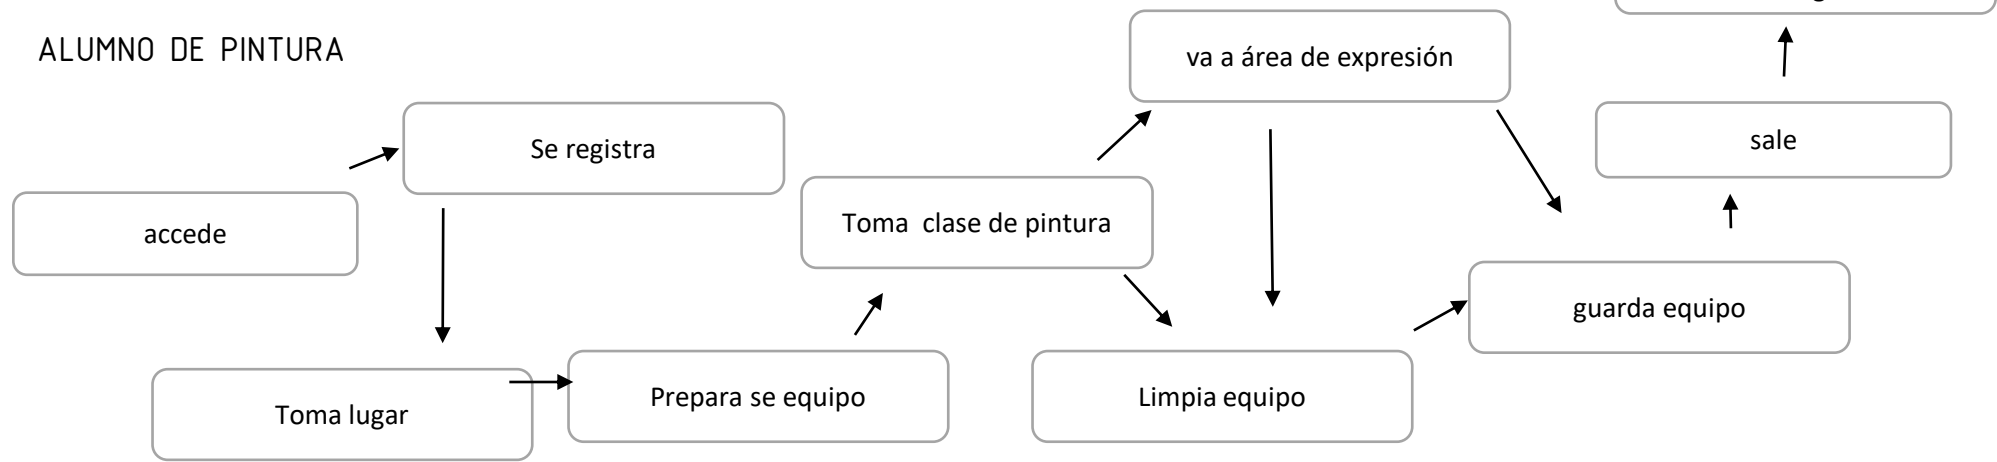 ALUMNO DE PINTURA
accede
Se registra
Toma lugar
Prepara se equipo
Toma clase de pintura
va a área de expresión
Limpia equipo
guarda equipo
sale